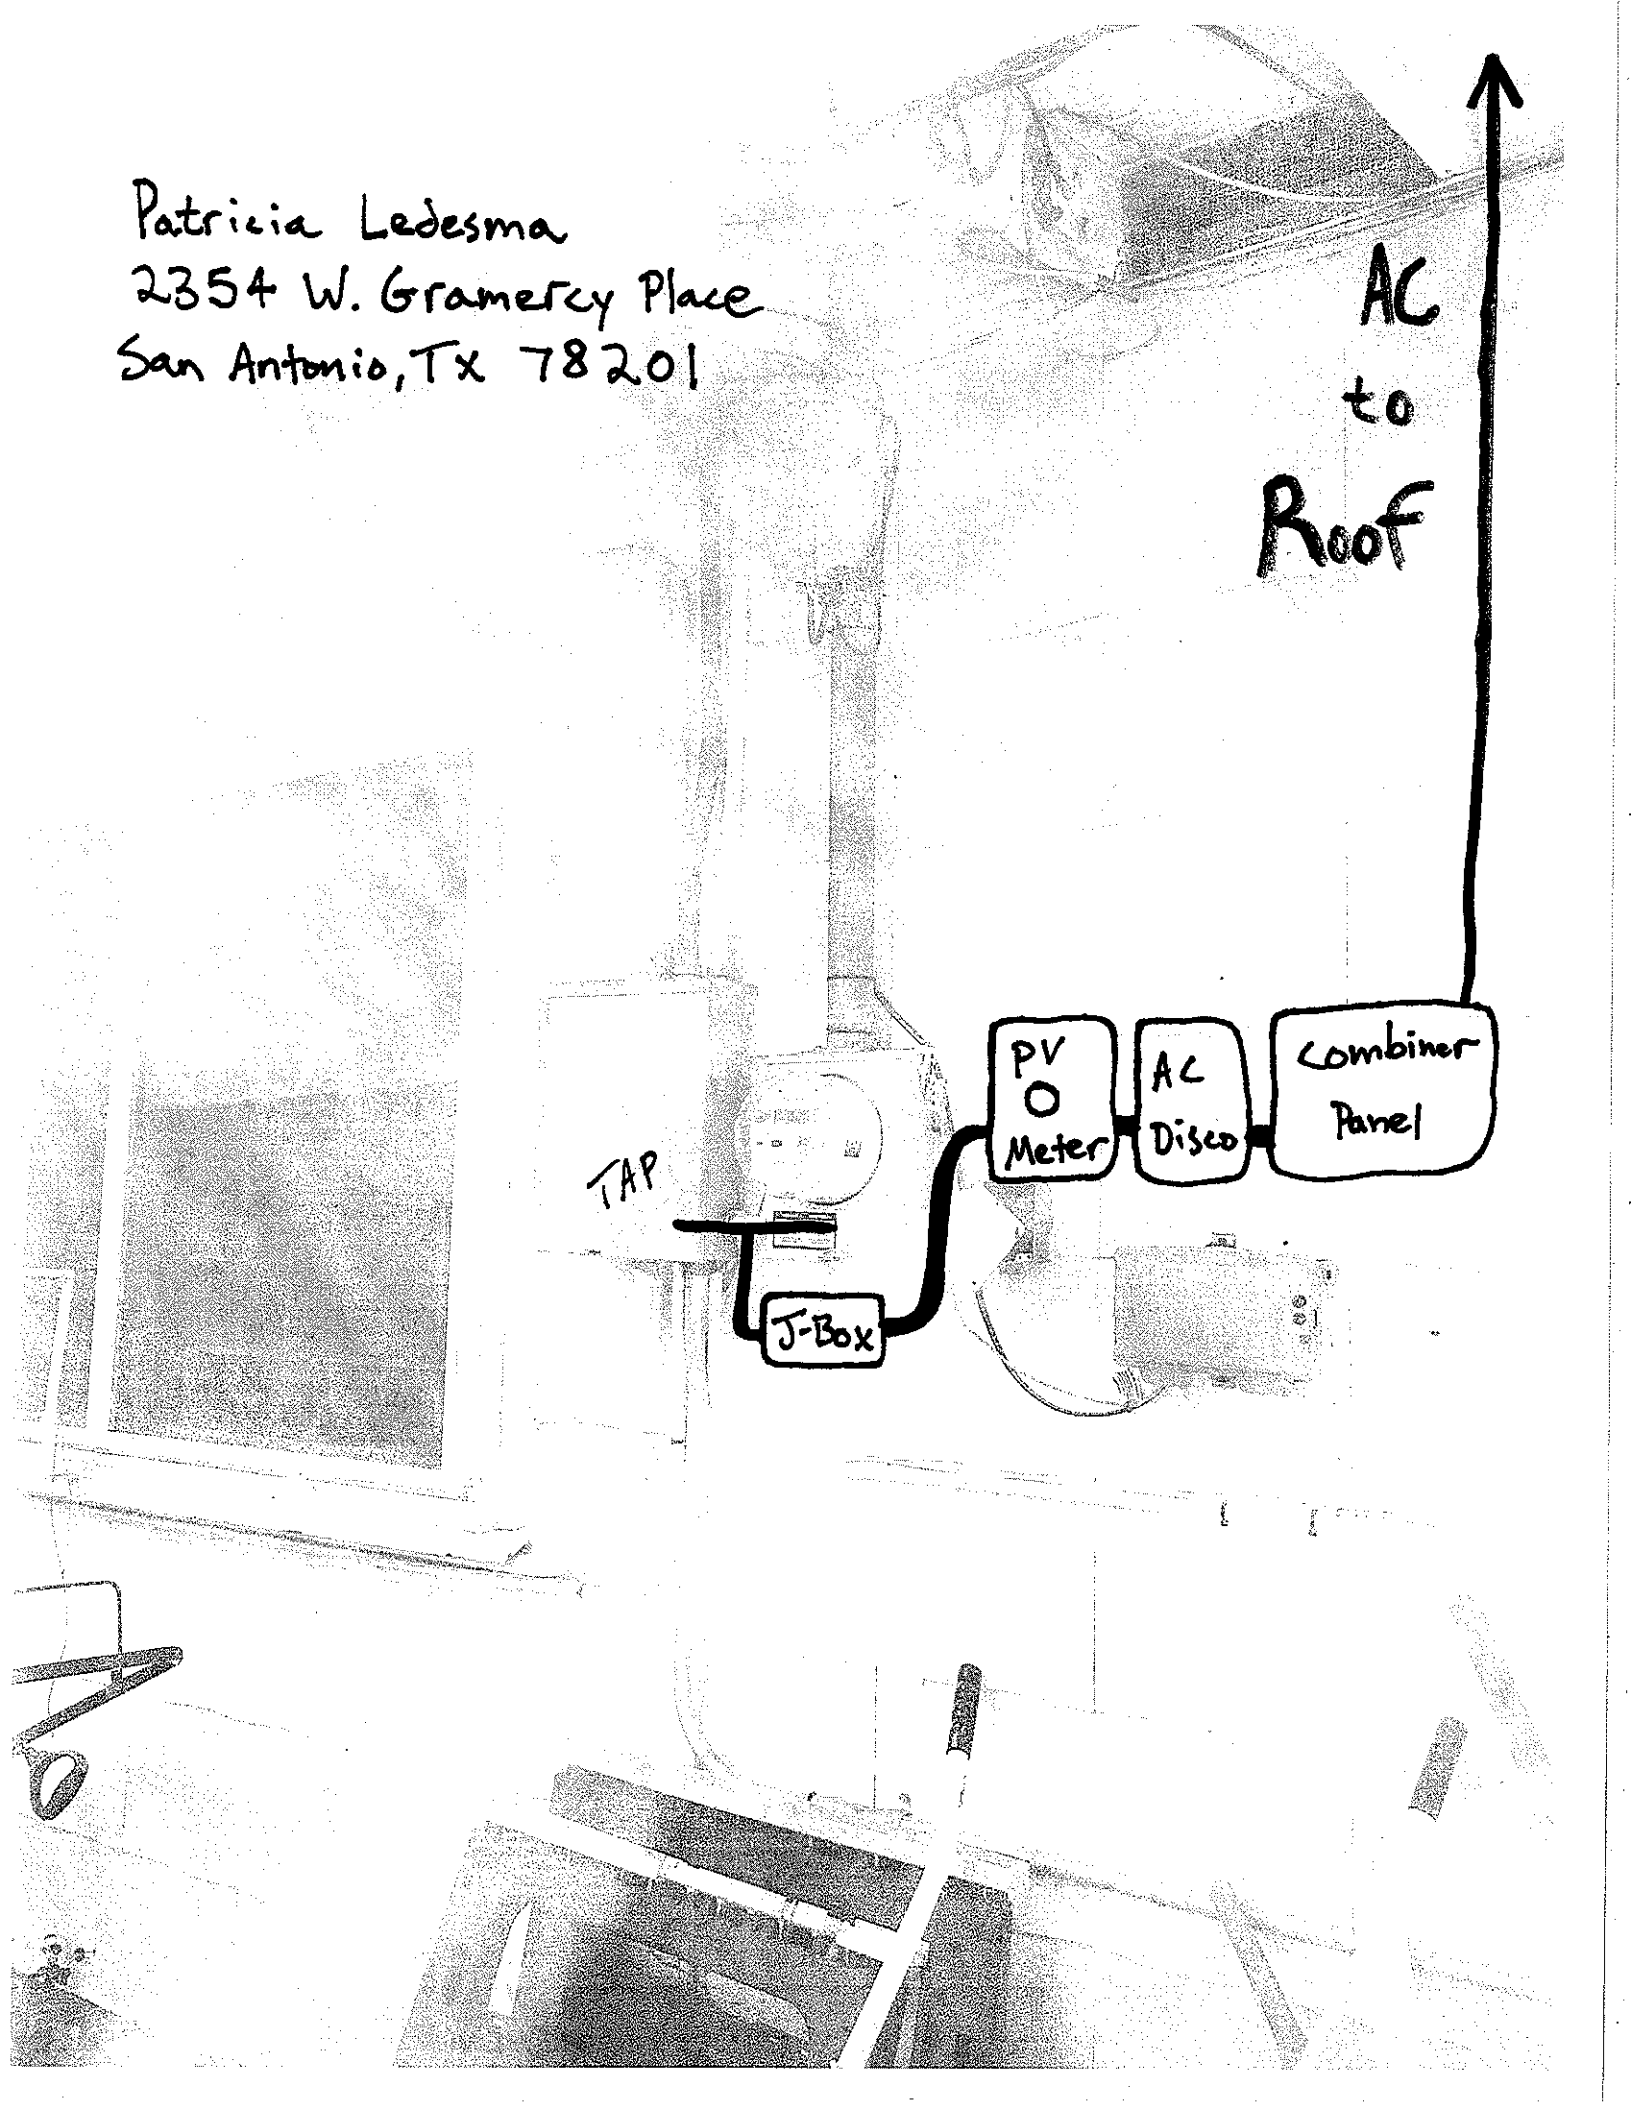 Patricia Ledesma
2354 W. Gramercy Place
San Antonio, Tx 78201
AC
to
Roof
PV
Meter
AC
Disco
Combiner
Panel
TAP
J-Box